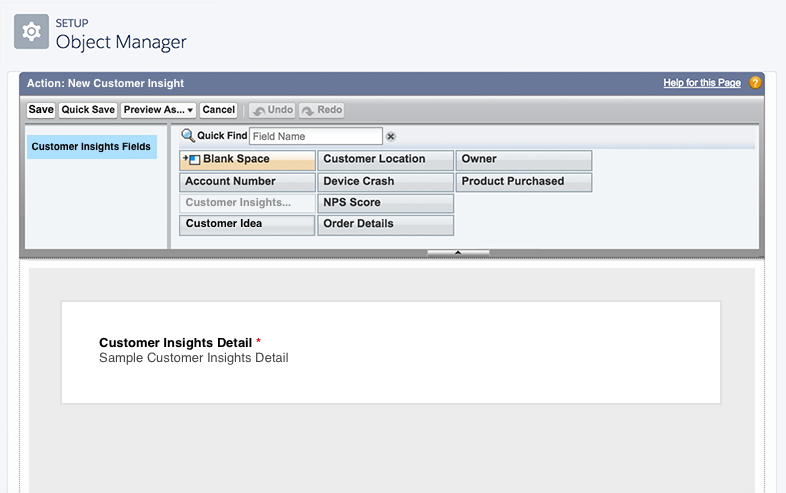 SETUP
Object Manager
Action: New Customer Insight
Help for this Page ?
Save Quick Save Preview As... Cancel Undo Redo
Customer Insights Fields
Quick Find Field Name
Blank Space Customer Location Owner
Account Number Device Crash Product Purchased
Customer Insights... NPS Score
Customer Idea Order Details
Customer Insights Detail *
Sample Customer Insights Detail